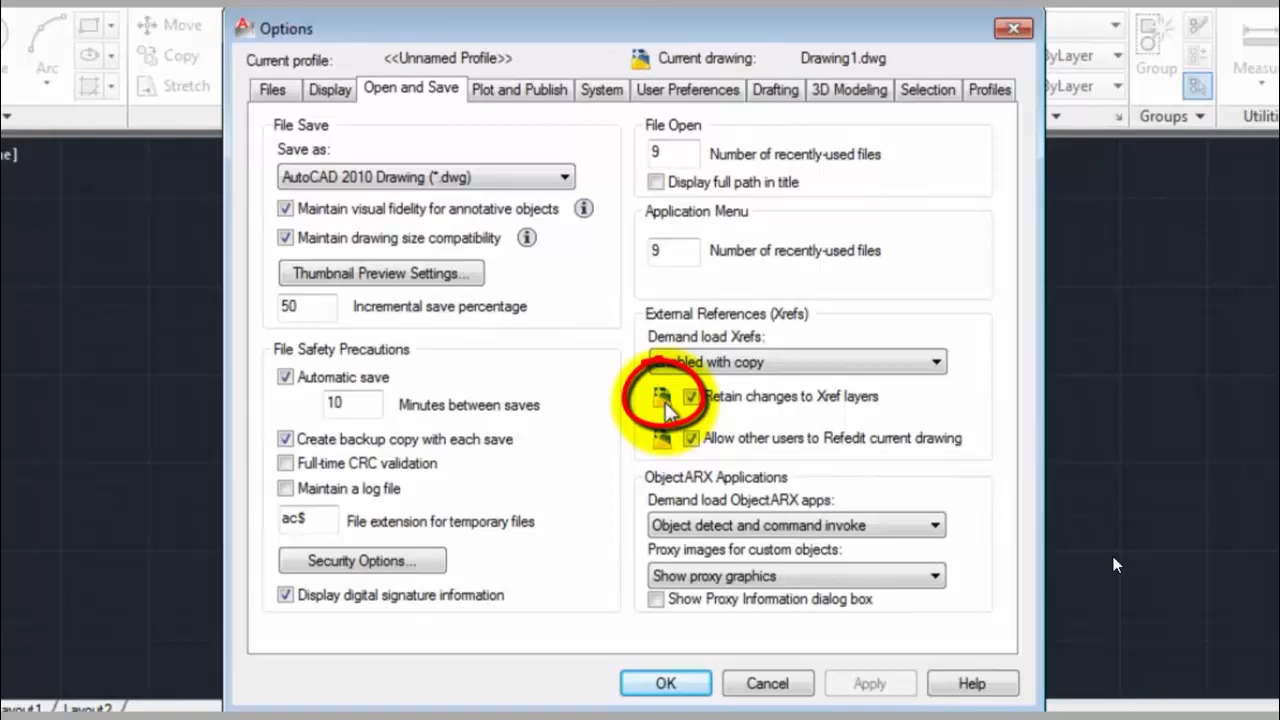 Options
Current profile: <<Unnamed Profile>> Current drawing: Drawing1.dwg
Files Display Open and Save Plot and Publish System User Preferences Drafting 3D Modeling Selection Profiles
File Save
Save as:
AutoCAD 2010 Drawing (*.dwg)
Maintain visual fidelity for annotative objects
Maintain drawing size compatibility
Thumbnail Preview Settings...
50 Incremental save percentage
File Safety Precautions
Automatic save
10 Minutes between saves
Create backup copy with each save
Full-time CRC validation
Maintain a log file
ac$ File extension for temporary files
Security Options...
Display digital signature information
File Open
9 Number of recently-used files
Display full path in title
Application Menu
9 Number of recently-used files
External References (Xrefs)
Demand load Xrefs:
Enabled with copy
Retain changes to Xref layers
Allow other users to Refedit current drawing
ObjectARX Applications
Demand load ObjectARX apps:
Object detect and command invoke
Proxy images for custom objects:
Show proxy graphics
Show Proxy Information dialog box
OK Cancel Apply Help
Arc
Move
Copy
Stretch
ByLayer
ByLayer
Group
Groups
Layout2